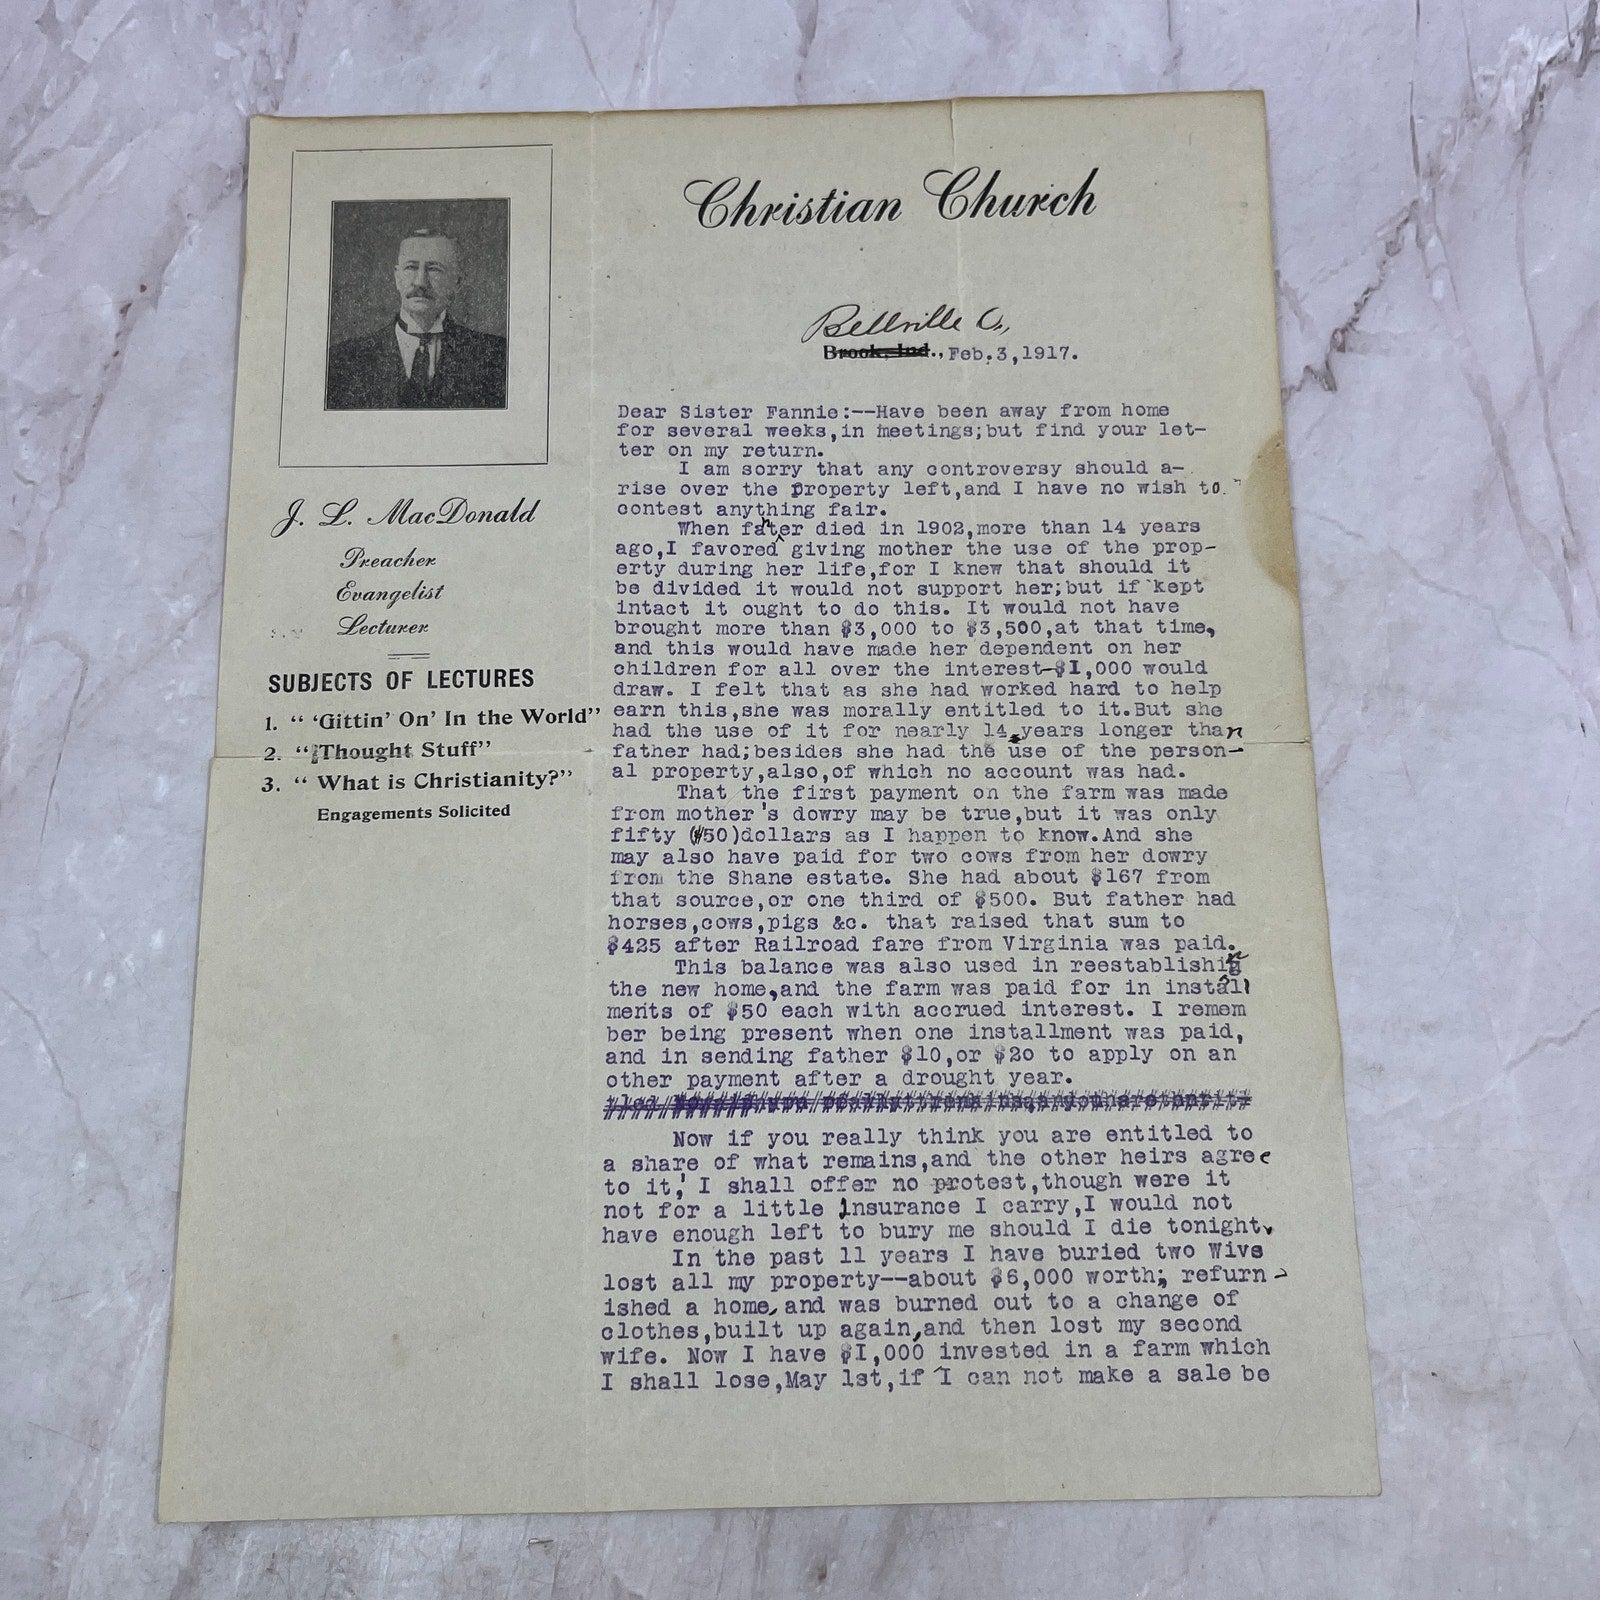 Christian Church
Bellville O.,
Brook, Ind., Feb.3,1917.
J. L. MacDonald
Preacher
Evangelist
Lecturer
SUBJECTS OF LECTURES
1. “ ‘Gittin’ On’ In the World”
2. “Thought Stuff”
3. “ What is Christianity?”
Engagements Solicited
Dear Sister Fannie:--Have been away from home
for several weeks,in meetings;but find your let-
ter on my return.
I am sorry that any controversy should a-
rise over the property left,and I have no wish to
contest anything fair.
When father died in 1902,more than 14 years
ago,I favored giving mother the use of the prop-
erty during her life,for I knew that should it
be divided it would not support her;but if kept
intact it ought to do this. It would not have
brought more than $3,000 to $3,500,at that time,
and this would have made her dependent on her
children for all over the interest-$1,000 would
draw. I felt that as she had worked hard to help
earn this,she was morally entitled to it.But she
had the use of it for nearly 14 years longer than
father had;besides she had the use of the person-
al property,also,of which no account was had.
That the first payment on the farm was made
from mother's dowry may be true,but it was only
fifty ($50)dollars as I happen to know.And she
may also have paid for two cows from her dowry
from the Shane estate. She had about $167 from
that source,or one third of $500. But father had
horses,cows,pigs &c. that raised that sum to
$425 after Railroad fare from Virginia was paid.
This balance was also used in reestablishing
the new home,and the farm was paid for in install
ments of $50 each with accrued interest. I remem
ber being present when one installment was paid,
and in sending father $10,or $20 to apply on an
other payment after a drought year.
Now if you really think you are entitled to
a share of what remains,and the other heirs agree
to it,' I shall offer no protest,though were it
not for a little insurance I carry,I would not
have enough left to bury me should I die tonight.
In the past 11 years I have buried two Wivs
lost all my property--about $6,000 worth; refurn-
ished a home,and was burned out to a change of
clothes,built up again,and then lost my second
wife. Now I have $1,000 invested in a farm which
I shall lose,May 1st,if I can not make a sale be